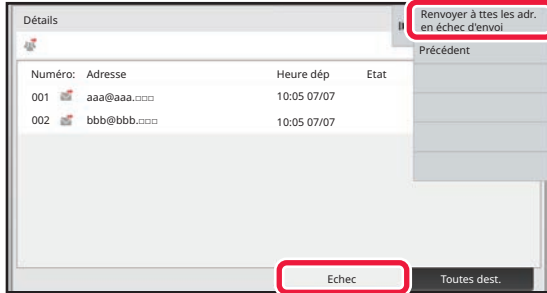 Détails
Renvoyer à ttes les adr.
en échec d'envoi
Précédent
Numéro: Adresse Heure dép Etat
001 aaa@aaa.□□□ 10:05 07/07
002 bbb@bbb.□□□ 10:05 07/07
Echec Toutes dest.